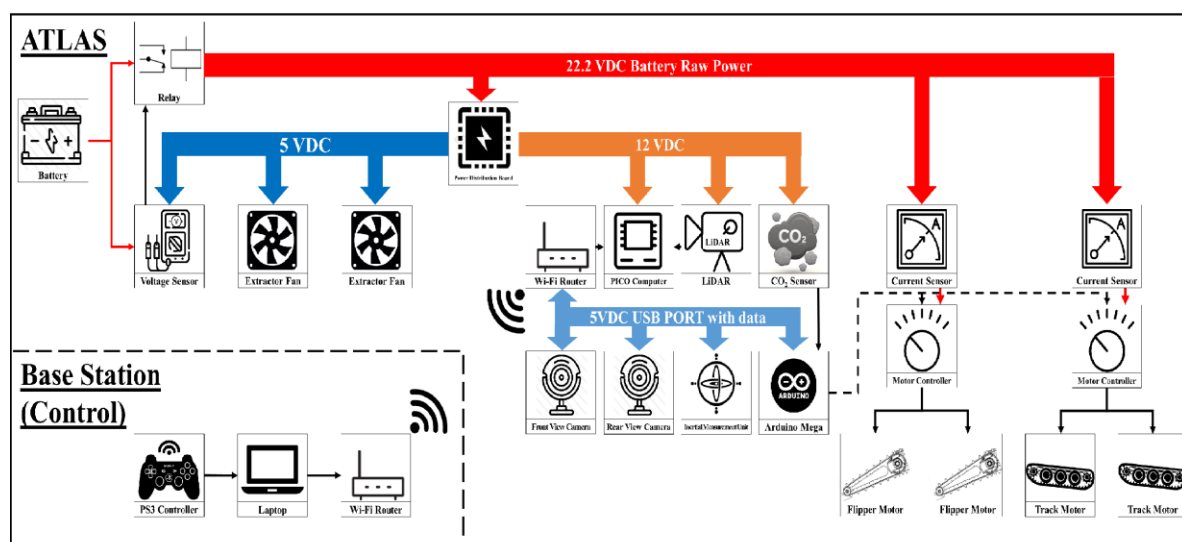 ATLAS
22.2 VDC Battery Raw Power
Relay
5 VDC
12 VDC
Battery
Power Distribution Board
V
A
A
LiDAR
CO₂
Voltage Sensor
Extractor Fan
Extractor Fan
Wi-Fi Router
PICO Computer
LiDAR
CO₂ Sensor
Current Sensor
Current Sensor
5VDC USB PORT with data
Base Station
(Control)
Motor Controller
Motor Controller
ARDUINO
Front View Camera
Rear View Camera
Inertial Measurement Unit
Arduino Mega
PS3 Controller
Laptop
Wi-Fi Router
Flipper Motor
Flipper Motor
Track Motor
Track Motor